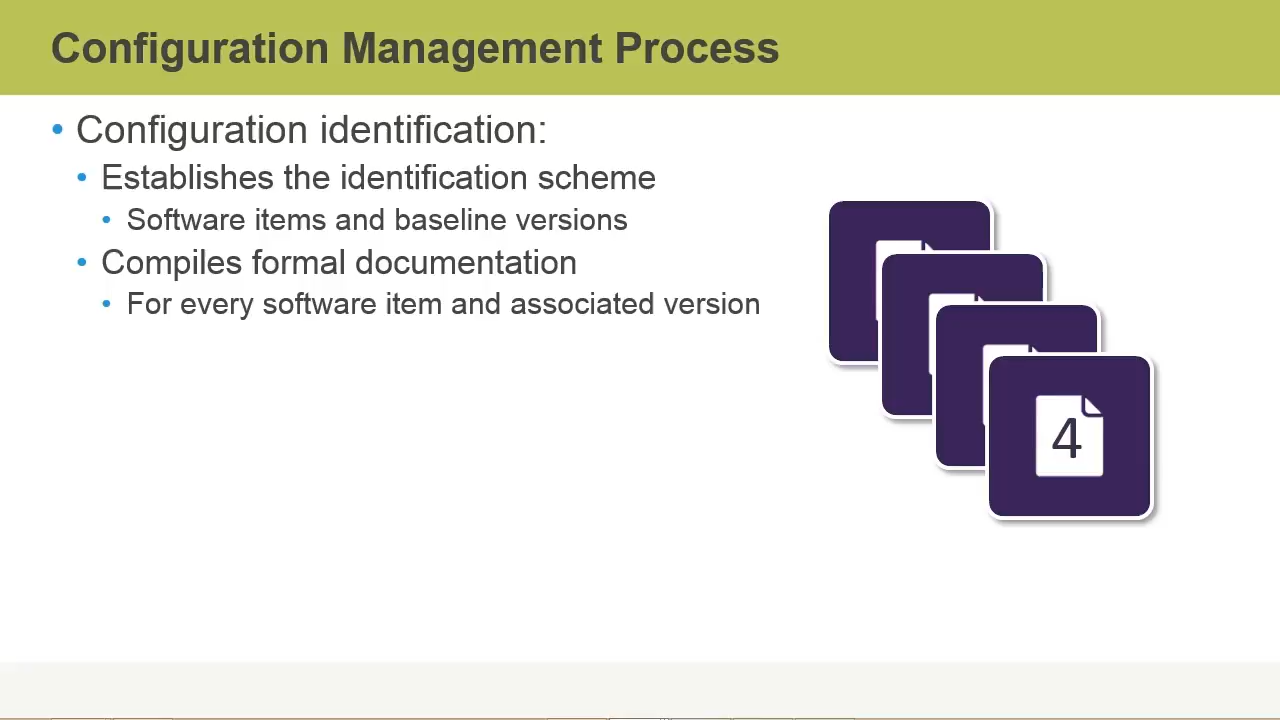 Configuration Management Process
• Configuration identification:
• Establishes the identification scheme
• Software items and baseline versions
• Compiles formal documentation
• For every software item and associated version
4